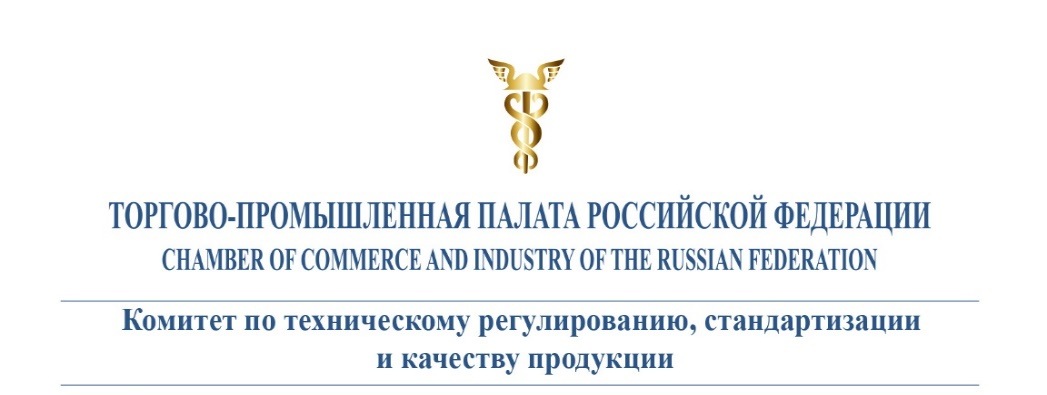 ТОРГОВО-ПРОМЫШЛЕННАЯ ПАЛАТА РОССИЙСКОЙ ФЕДЕРАЦИИ
CHAMBER OF COMMERCE AND INDUSTRY OF THE RUSSIAN FEDERATION
Комитет по техническому регулированию, стандартизации
и качеству продукции